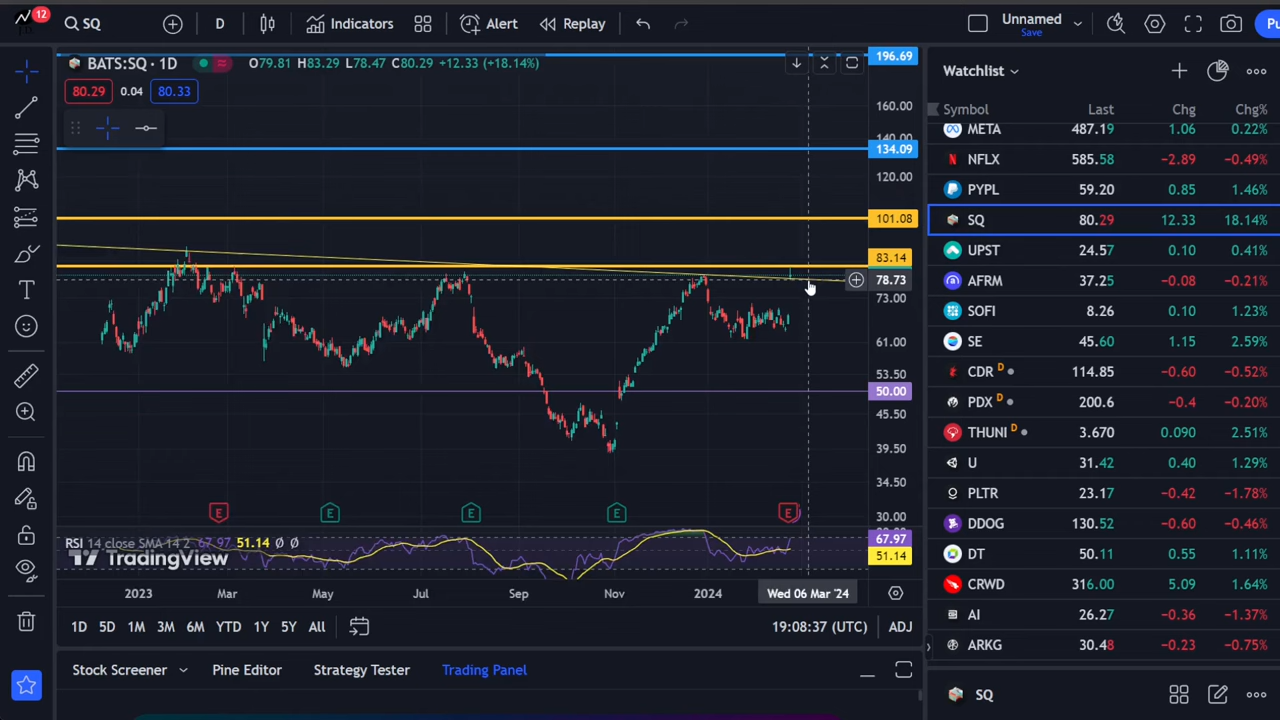 12
SQ
D
Indicators
Alert
Replay
Unnamed
Save
Pu
BATS:SQ · 1D
O79.81 H83.29 L78.47 C80.29 +12.33 (+18.14%)
80.29
0.04
80.33
196.69
160.00
140.00
134.09
120.00
101.08
83.14
78.73
73.00
61.00
53.50
50.00
45.50
39.50
34.50
30.00
E
E
E
E
E
RSI 14 close SMA 14 2 67.97 51.14 Ø Ø
67.97
51.14
TradingView
2023
Mar
May
Jul
Sep
Nov
2024
Wed 06 Mar '24
1D
5D
1M
3M
6M
YTD
1Y
5Y
All
19:08:37 (UTC)
ADJ
Stock Screener
Pine Editor
Strategy Tester
Trading Panel
Watchlist
Symbol Last Chg Chg%
META 487.19 1.06 0.22%
NFLX 585.58 −2.89 −0.49%
PYPL 59.20 0.85 1.46%
SQ 80.29 12.33 18.14%
UPST 24.57 0.10 0.41%
AFRM 37.25 −0.08 −0.21%
SOFI 8.26 0.10 1.23%
SE 45.60 1.15 2.59%
CDR D 114.85 −0.60 −0.52%
PDX D 200.6 −0.4 −0.20%
THUNI D 3.670 0.090 2.51%
U 31.42 0.40 1.29%
PLTR 23.17 −0.42 −1.78%
DDOG 130.52 −0.60 −0.46%
DT 50.11 0.55 1.11%
CRWD 316.00 5.09 1.64%
AI 26.27 −0.36 −1.37%
ARKG 30.48 −0.23 −0.75%
SQ